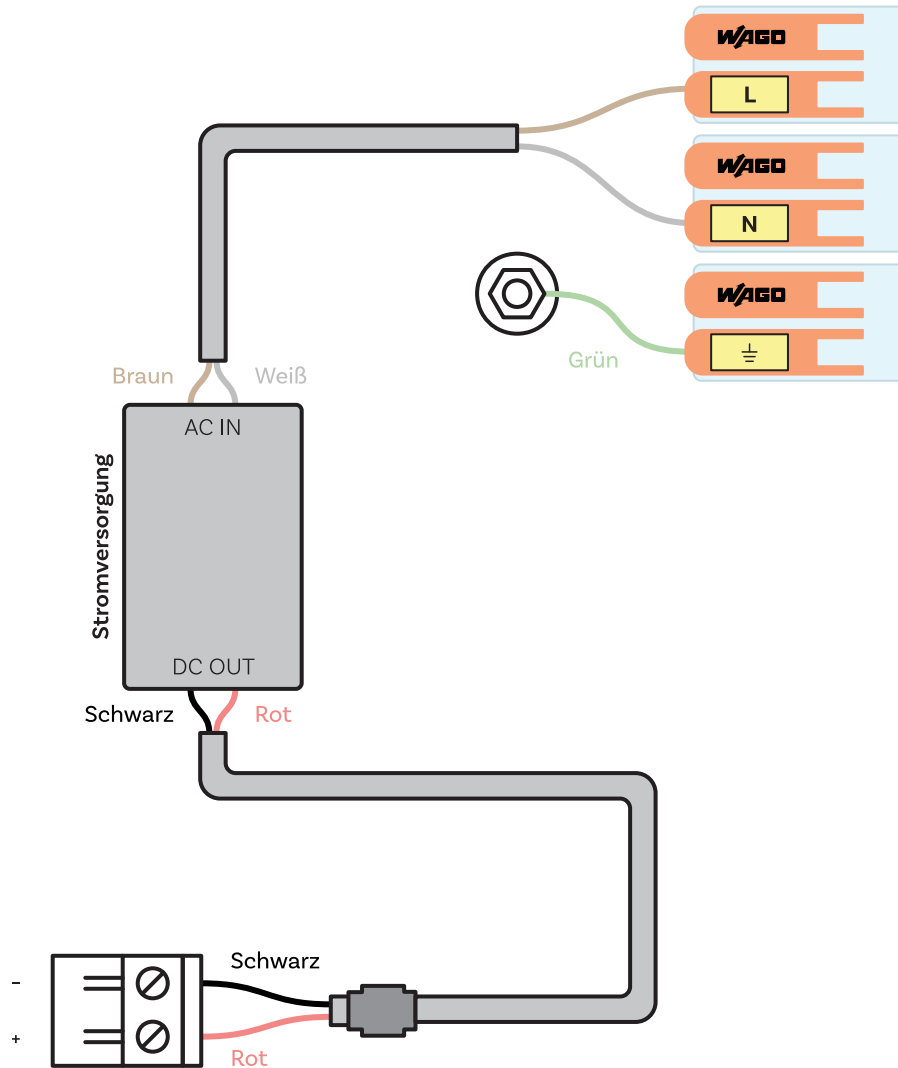 WAGO
L
WAGO
N
WAGO
Grün
Braun
Weiß
AC IN
Stromversorgung
DC OUT
Schwarz
Rot
Schwarz
-
+
Rot